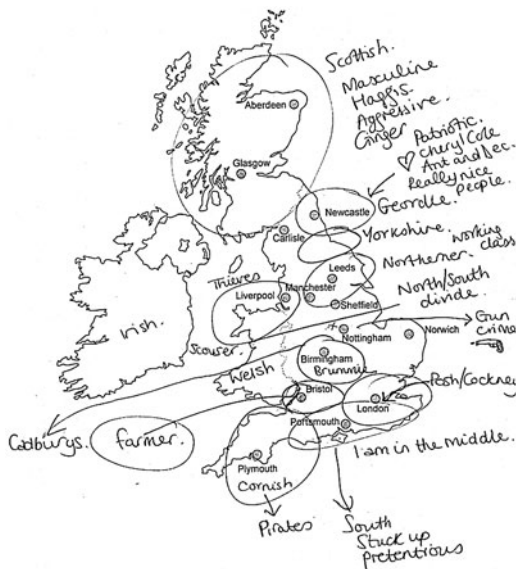 Scottish.
Masculine
Haggis.
Aggressive.
Ginger
Aberdeen
Glasgow
Patriotic.
Cheryl Cole
Ant and Dec.
Really nice
People.
Geordie
Newcastle
Carlisle
Yorkshire.
working
class
Northerner.
Leeds
Thieves
Manchester
Liverpool
Sheffield
North/South
divide.
Irish.
Scouser.
Nottingham
Norwich
Gun
crime
Birmingham
Brummie
Welsh
Posh/Cockney
Bristol
London
Cadburys.
farmer.
Portsmouth
I am in the middle.
Plymouth
Cornish
Pirates
South
Stuck up
pretentious